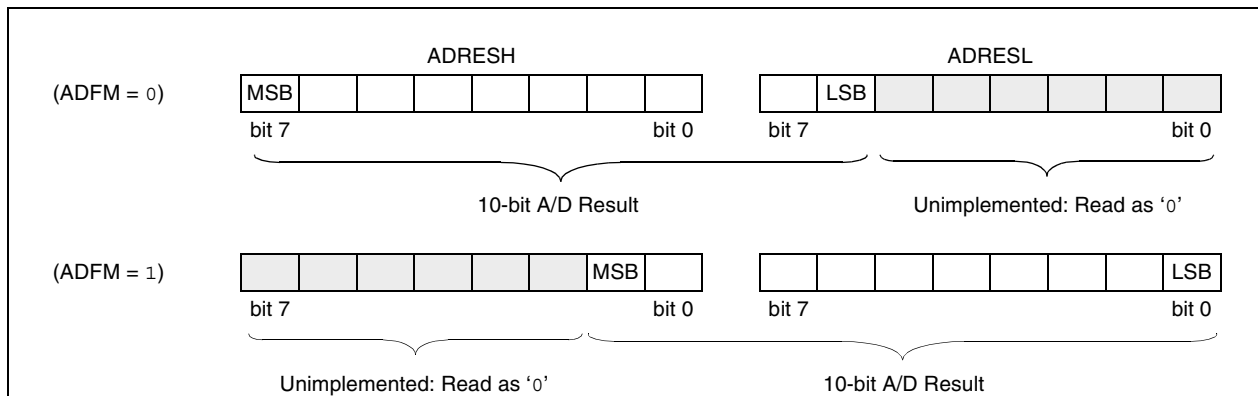 ADRESH ADRESL
(ADFM = 0) MSB LSB
bit 7 bit 0 bit 7 bit 0
10-bit A/D Result Unimplemented: Read as ‘0’
(ADFM = 1) MSB LSB
bit 7 bit 0 bit 7 bit 0
Unimplemented: Read as ‘0’ 10-bit A/D Result